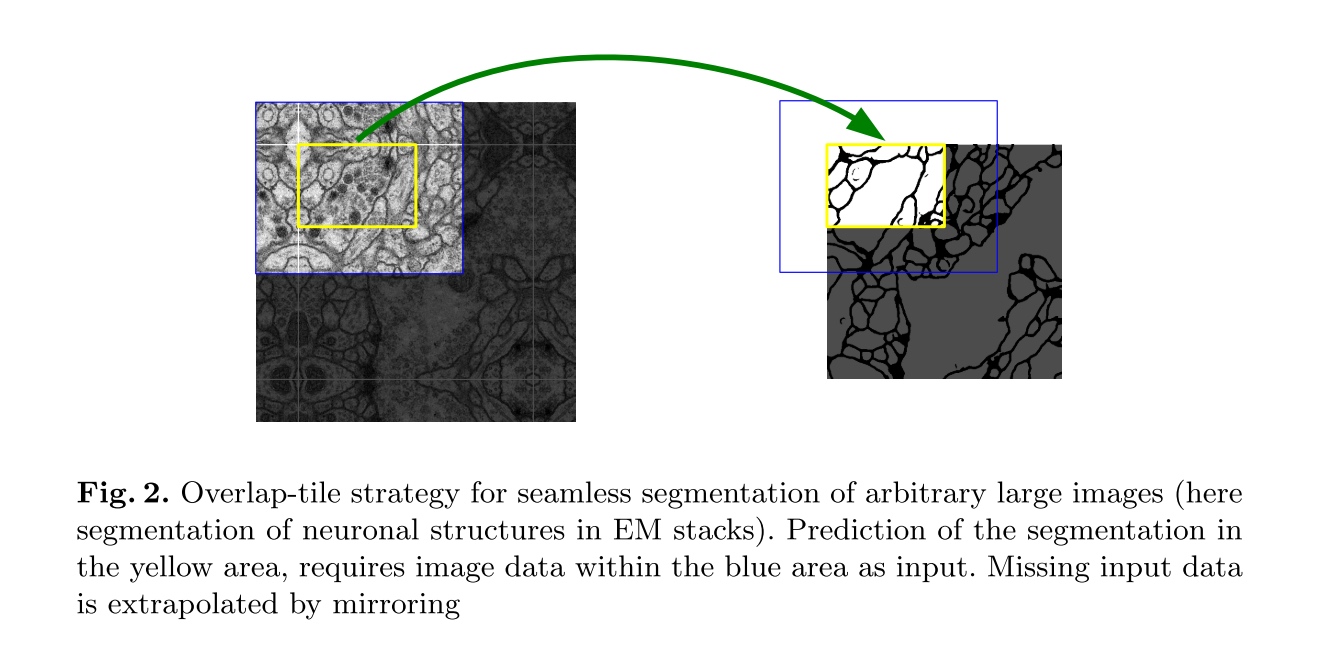 Fig. 2. Overlap-tile strategy for seamless segmentation of arbitrary large images (here
segmentation of neuronal structures in EM stacks). Prediction of the segmentation in
the yellow area, requires image data within the blue area as input. Missing input data
is extrapolated by mirroring